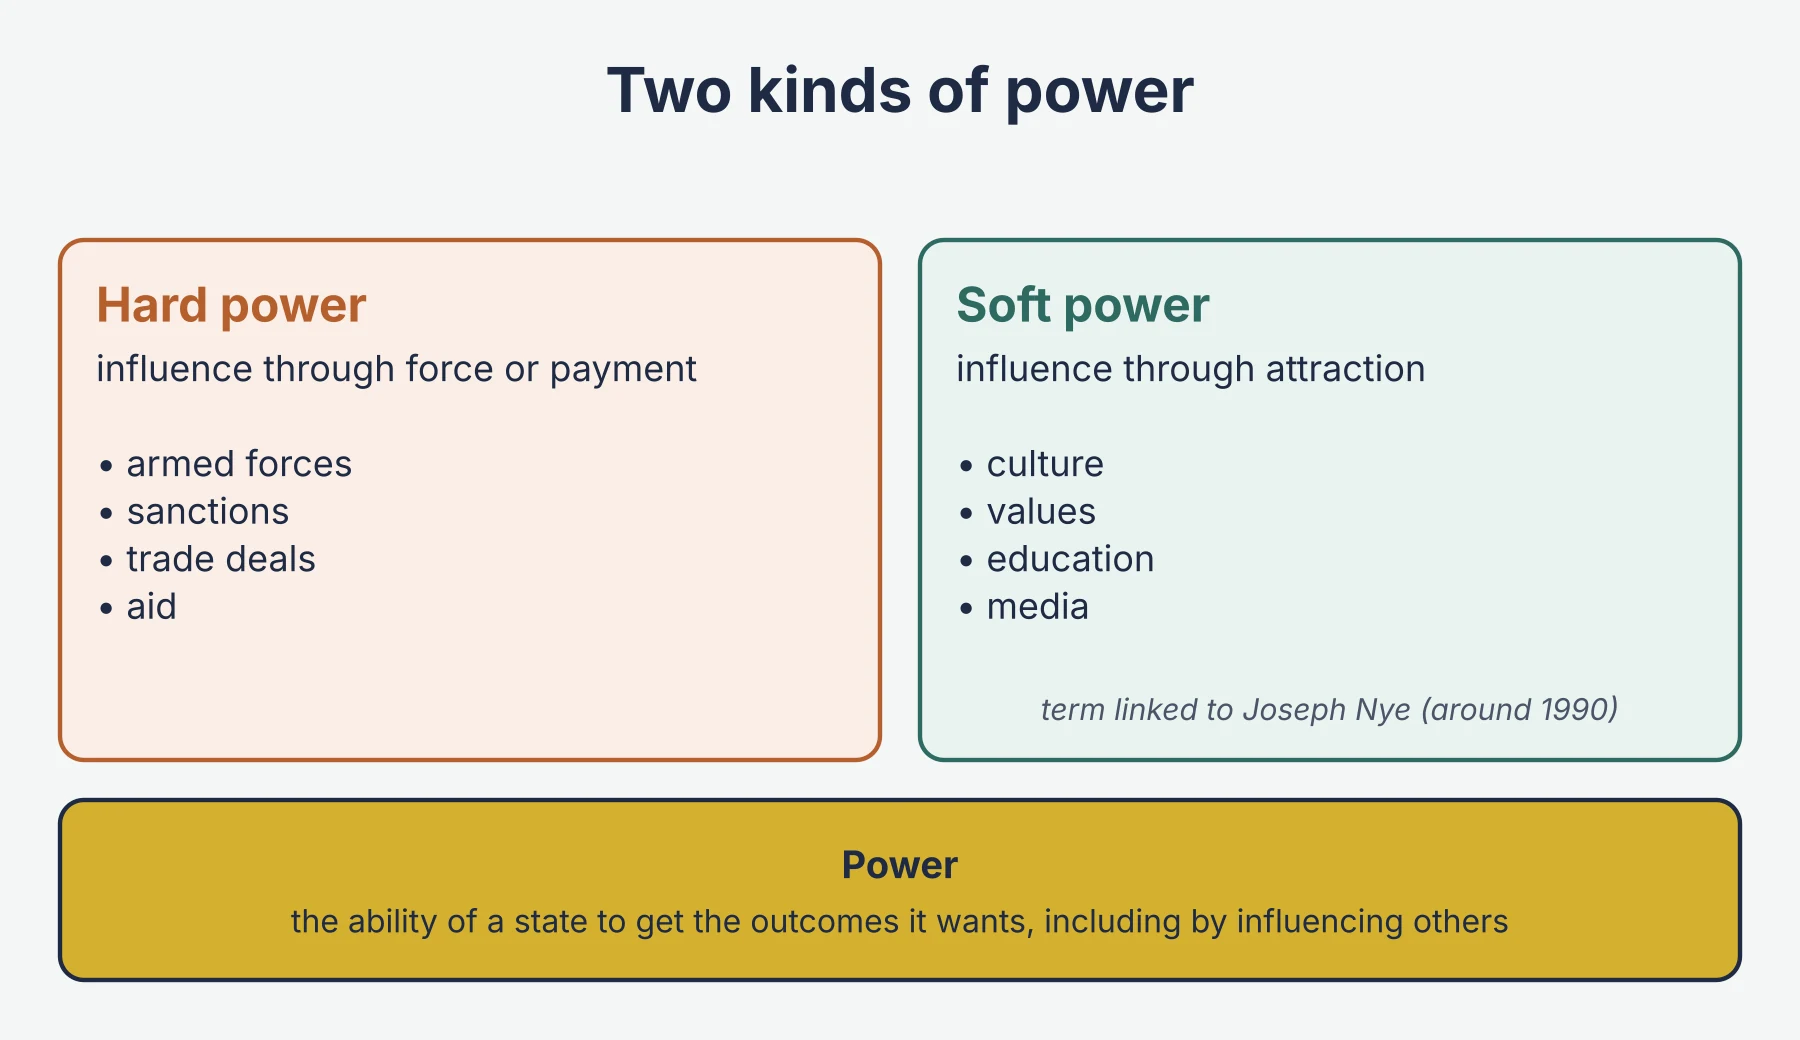 Two kinds of power
Hard power
influence through force or payment
• armed forces
• sanctions
• trade deals
• aid
Soft power
influence through attraction
• culture
• values
• education
• media
term linked to Joseph Nye (around 1990)
Power
the ability of a state to get the outcomes it wants, including by influencing others